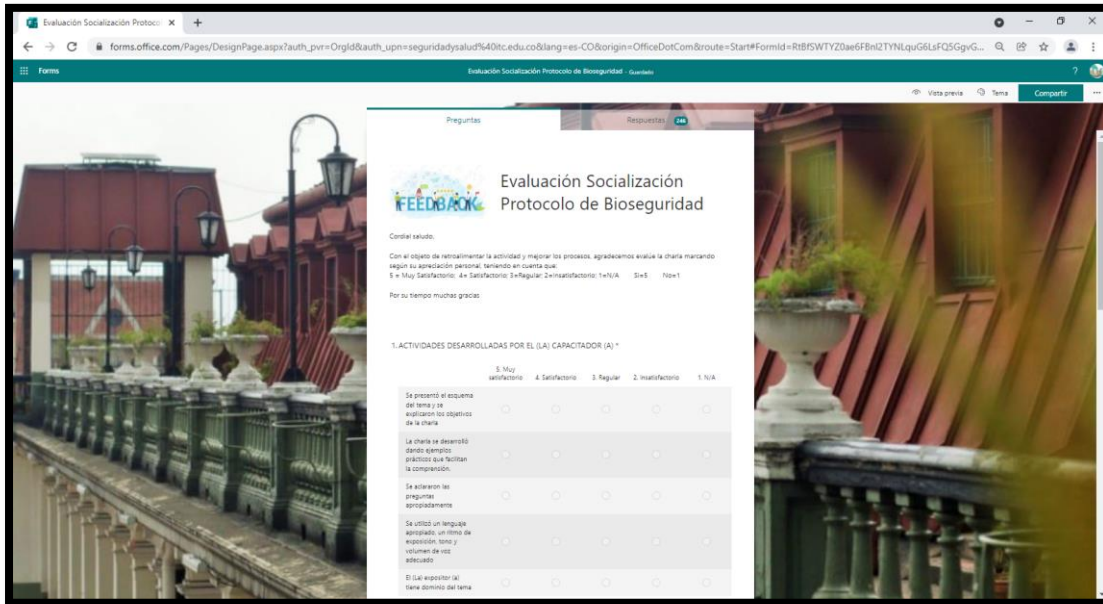 Evaluación Socialización Protocol
forms.office.com/Pages/DesignPage.aspx?auth_pvr=OrgId&auth_upn=seguridadysalud%40itc.edu.co&lang=es-CO&origin=OfficeDotCom&route=Start#FormId=
Forms
Evaluación Socialización Protocolo de Bioseguridad - Guardado
?
Vista previa
Tema
Compartir
Preguntas
Respuestas 246
FEEDBACK
Evaluación Socialización
Protocolo de Bioseguridad
Cordial saludo,
Con el objeto de retroalimentar la actividad y mejorar los procesos, agradecemos evalúe la charla marcando
según su apreciación personal, teniendo en cuenta que:
5 = Muy Satisfactorio; 4= Satisfactorio; 3=Regular; 2=Insatisfactorio; 1=N/A Si=5 No=1
Por su tiempo muchas gracias
1. ACTIVIDADES DESARROLLADAS POR EL (LA) CAPACITADOR (A) *
5. Muy
satisfactorio 4. Satisfactorio 3. Regular 2. Insatisfactorio 1. N/A
Se presentó el esquema
del tema y se
explicaron los objetivos
de la charla
La charla se desarrolló
dando ejemplos
prácticos que facilitan
la comprensión.
Se aclararon las
preguntas
apropiadamente
Se utilizó un lenguaje
apropiado, un ritmo de
exposición, tono y
volumen de voz
adecuado
El (La) expositor (a)
tiene dominio del tema